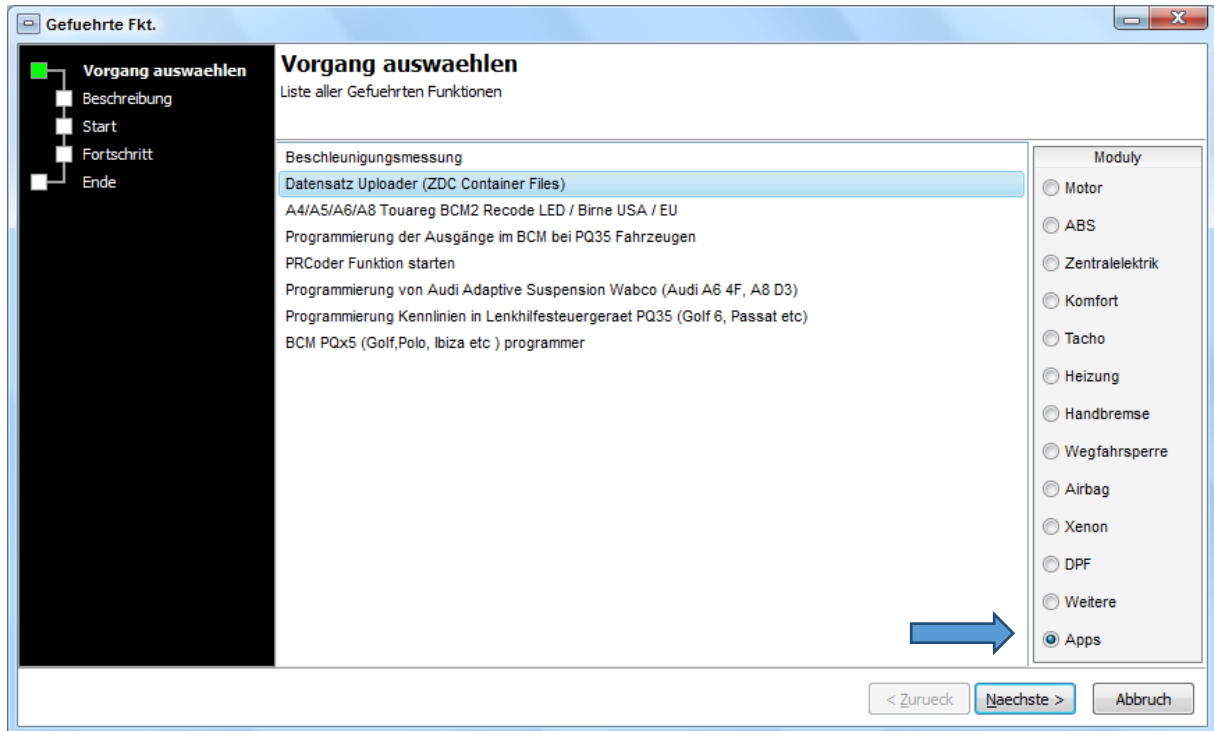 Gefuehrte Fkt.
Vorgang auswaehlen
Beschreibung
Start
Fortschritt
Ende
Vorgang auswaehlen
Liste aller Gefuehrten Funktionen
Beschleunigungsmessung
Datensatz Uploader (ZDC Container Files)
A4/A5/A6/A8 Touareg BCM2 Recode LED / Birne USA / EU
Programmierung der Ausgänge im BCM bei PQ35 Fahrzeugen
PRCoder Funktion starten
Programmierung von Audi Adaptive Suspension Wabco (Audi A6 4F, A8 D3)
Programmierung Kennlinien in Lenkhilfesteuergeraet PQ35 (Golf 6, Passat etc)
BCM PQx5 (Golf,Polo, Ibiza etc ) programmer
Moduly
Motor
ABS
Zentralelektrik
Komfort
Tacho
Heizung
Handbremse
Wegfahrsperre
Airbag
Xenon
DPF
Weitere
Apps
< Zurueck
Naechste >
Abbruch